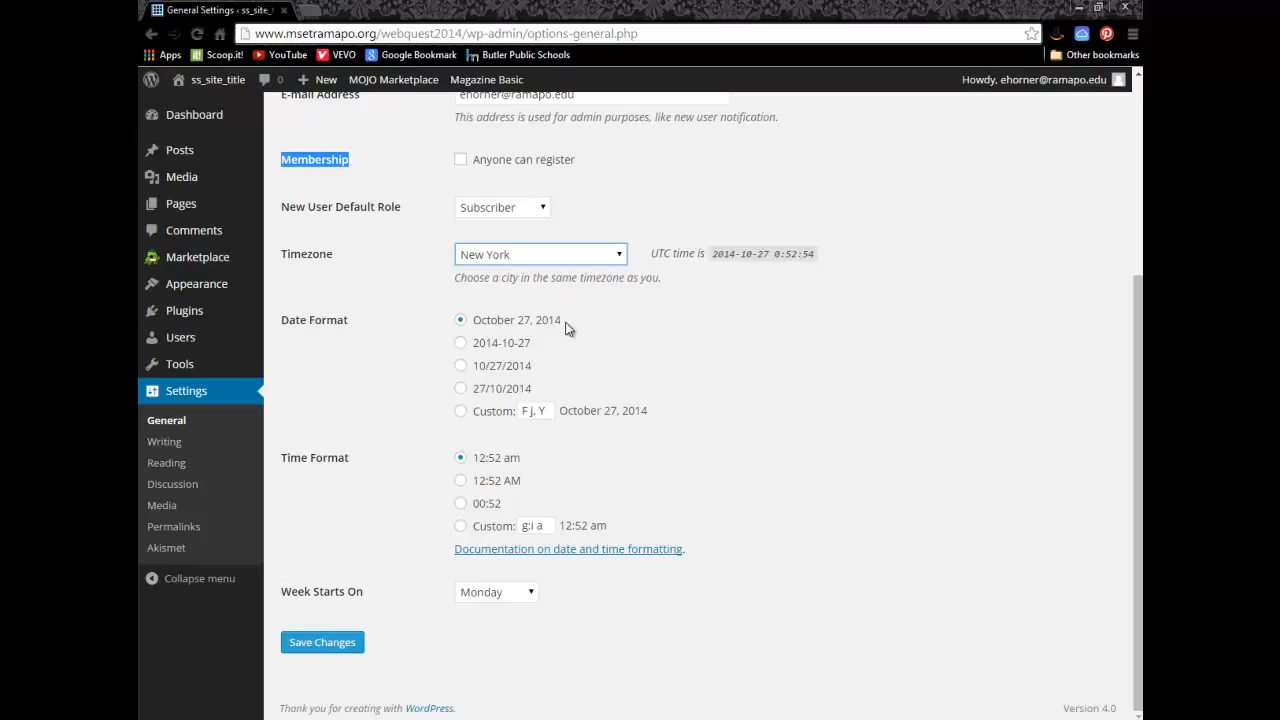 General Settings ‹ ss_site_
www.msetramapo.org/webquest2014/wp-admin/options-general.php
Apps Scoop.it! YouTube VEVO Google Bookmark Butler Public Schools Other bookmarks
ss_site_title 0 New MOJO Marketplace Magazine Basic Howdy, ehorner@ramapo.edu
E-mail Address ehorner@ramapo.edu
This address is used for admin purposes, like new user notification.
Membership Anyone can register
New User Default Role Subscriber
Timezone New York UTC time is 2014-10-27 0:52:54
Choose a city in the same timezone as you.
Date Format October 27, 2014
2014-10-27
10/27/2014
27/10/2014
Custom: F j, Y October 27, 2014
Time Format 12:52 am
12:52 AM
00:52
Custom: g:i a 12:52 am
Documentation on date and time formatting.
Week Starts On Monday
Save Changes
Thank you for creating with WordPress. Version 4.0
Dashboard
Posts
Media
Pages
Comments
Marketplace
Appearance
Plugins
Users
Tools
Settings
General
Writing
Reading
Discussion
Media
Permalinks
Akismet
Collapse menu